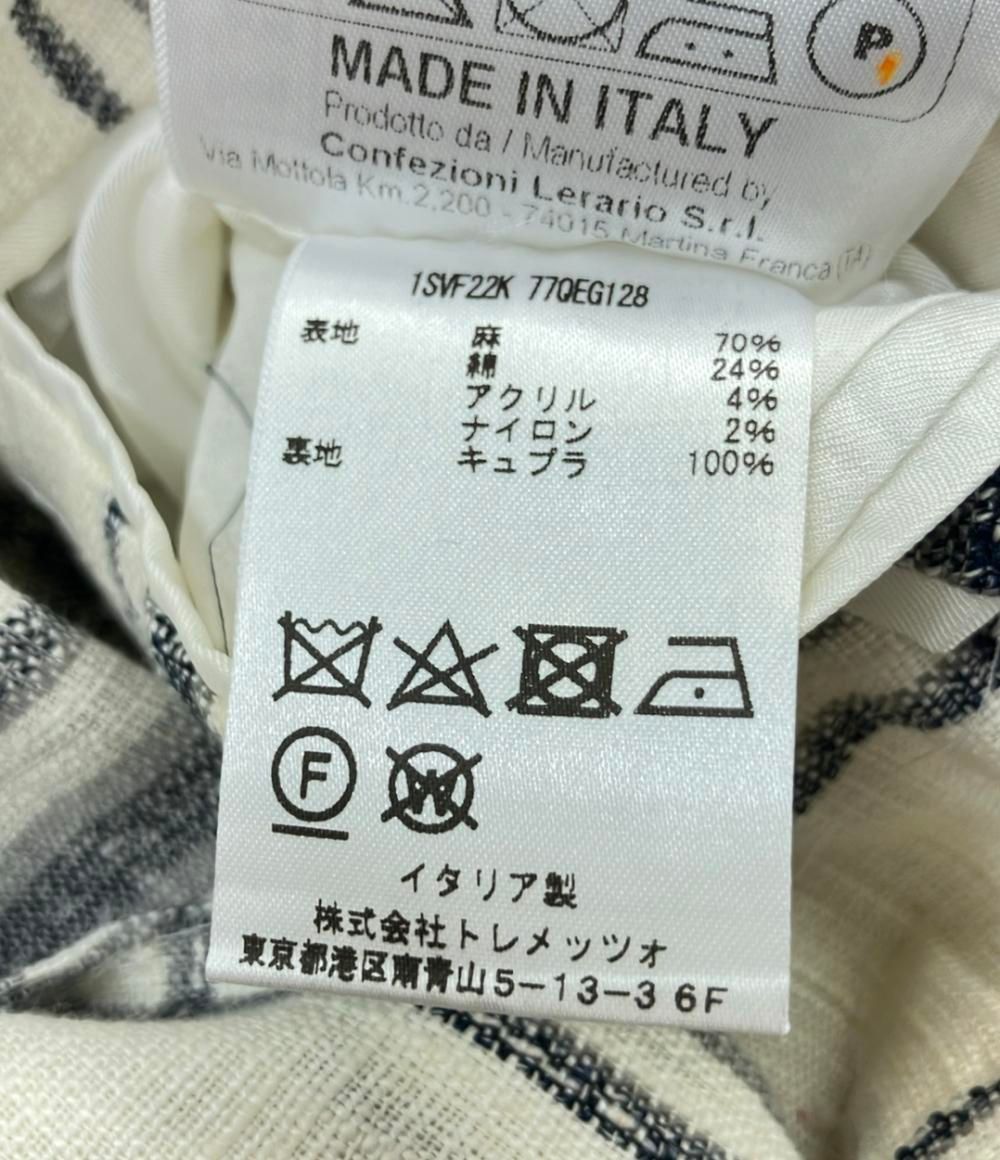 P
MADE IN ITALY
Prodotto da / Manufactured by
Confezioni Lerario S.r.l.
Via Mottola Km.2,200 - 74015 Martina Franca (TA)
1SVF22K 77QEG128
表地 麻 70%
綿 24%
アクリル 4%
ナイロン 2%
裏地 キュプラ 100%
F W
イタリア製
株式会社トレメッツォ
東京都港区南青山5-13-3 6F